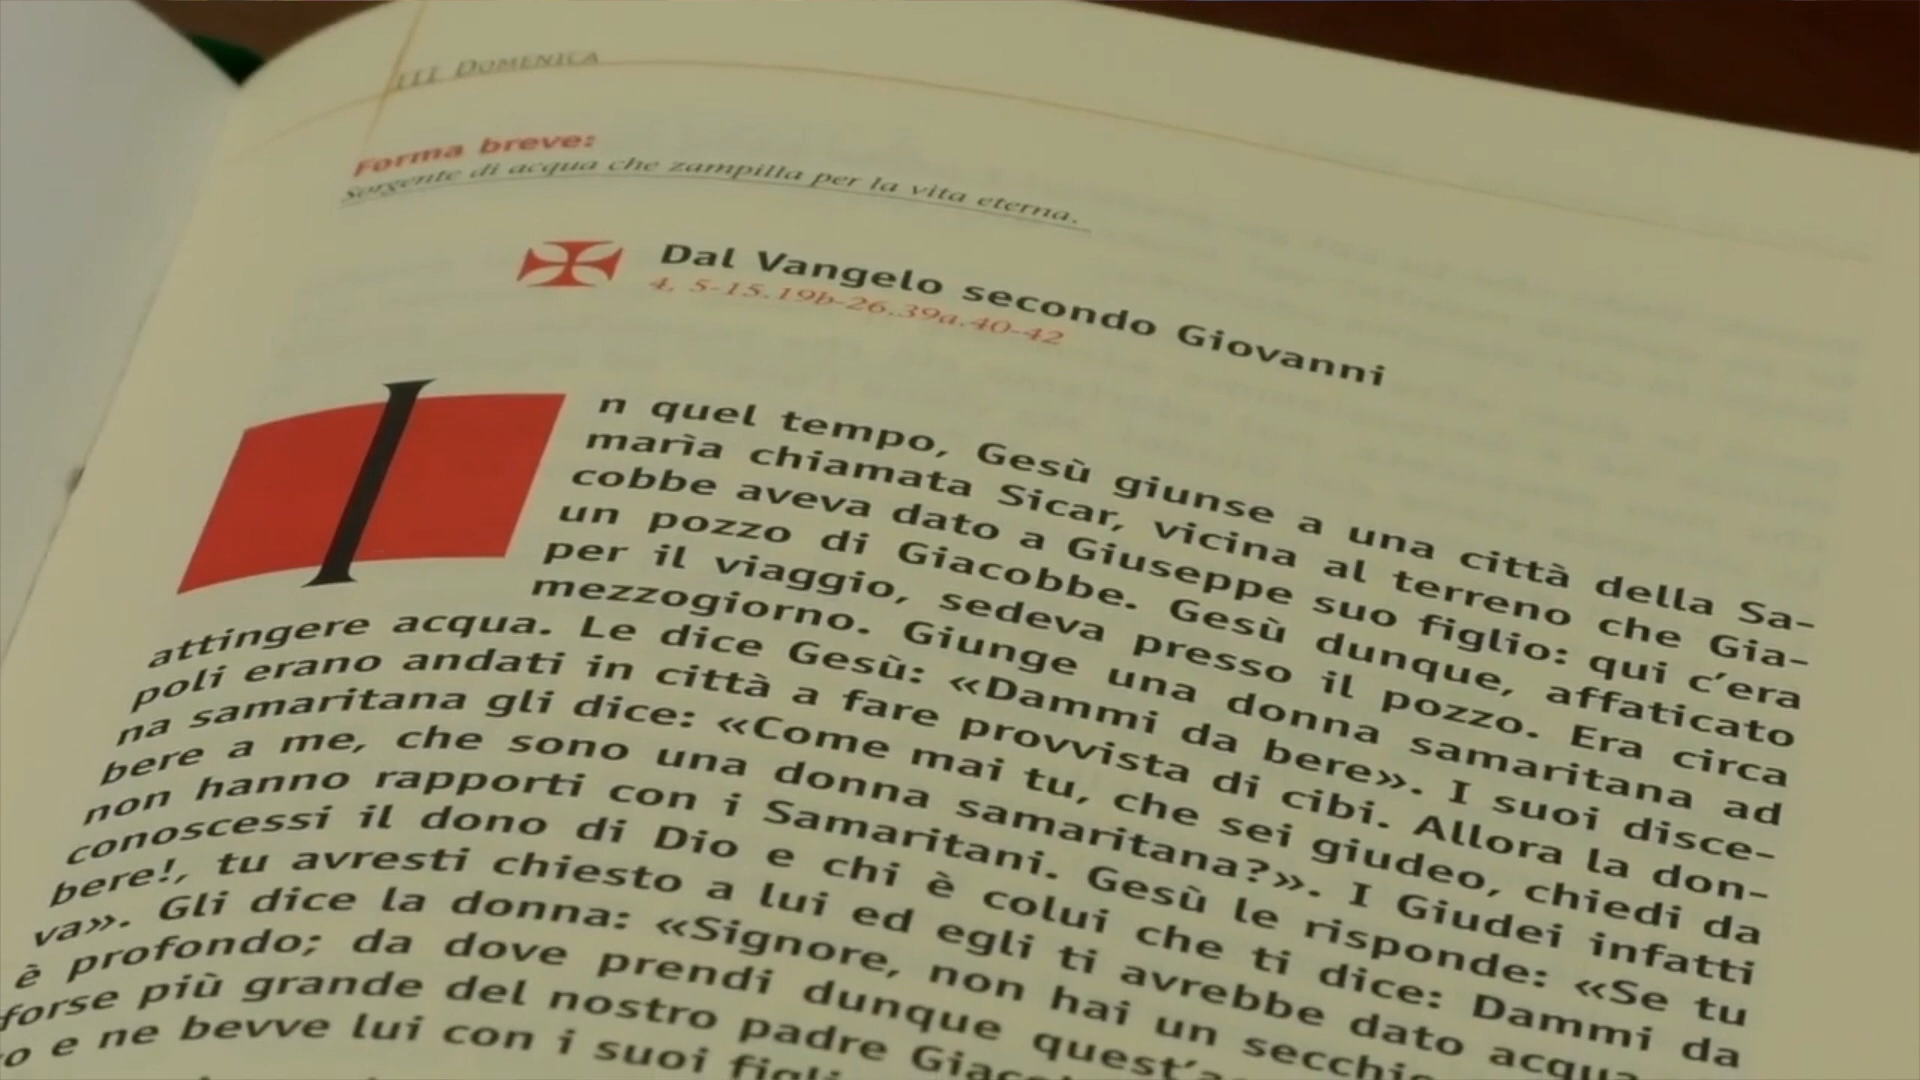 III DOMENICA
Forma breve:
Sorgente di acqua che zampilla per la vita eterna.
Dal Vangelo secondo Giovanni
4, 5-15.19b-26.39a.40-42
In quel tempo, Gesù giunse a una città della Sa-
marìa chiamata Sicar, vicina al terreno che Gia-
cobbe aveva dato a Giuseppe suo figlio: qui c'era
un pozzo di Giacobbe. Gesù dunque, affaticato
per il viaggio, sedeva presso il pozzo. Era circa
mezzogiorno. Giunge una donna samaritana ad
attingere acqua. Le dice Gesù: «Dammi da bere». I suoi disce-
poli erano andati in città a fare provvista di cibi. Allora la don-
na samaritana gli dice: «Come mai tu, che sei giudeo, chiedi da
bere a me, che sono una donna samaritana?». I Giudei infatti
non hanno rapporti con i Samaritani. Gesù le risponde: «Se tu
conoscessi il dono di Dio e chi è colui che ti dice: Dammi da
bere!, tu avresti chiesto a lui ed egli ti avrebbe dato acqua
va». Gli dice la donna: «Signore, non hai un secchio
è profondo; da dove prendi dunque quest'a
forse più grande del nostro padre Giac
o e ne bevve lui con i suoi figli